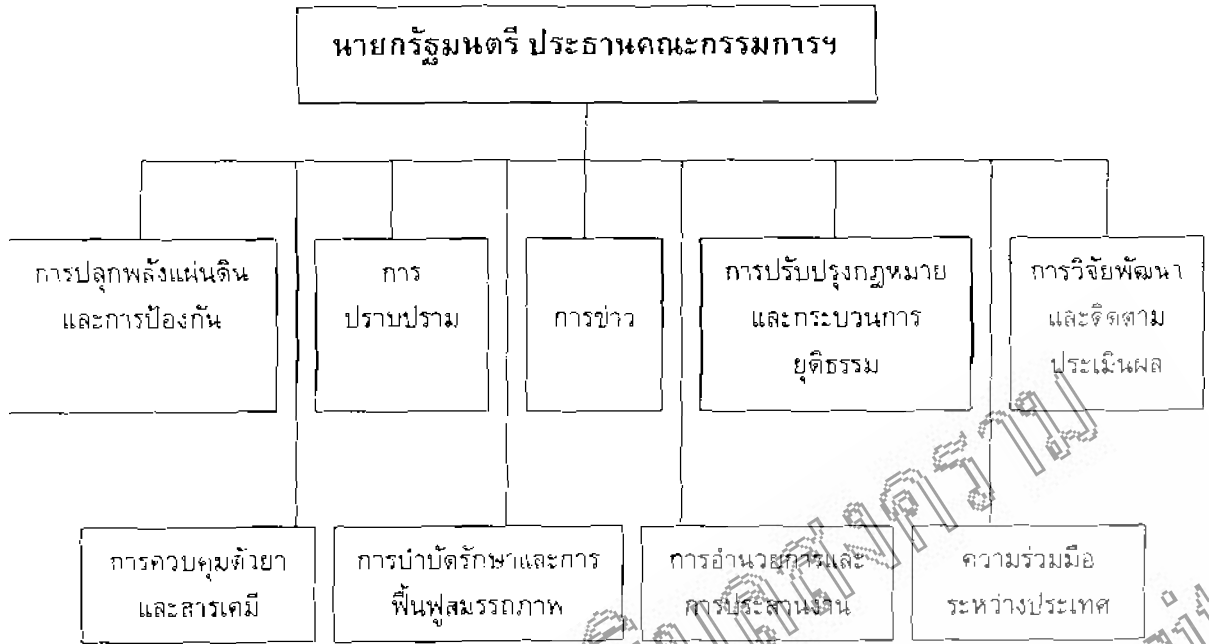 นายกรัฐมนตรี ประธานคณะกรรมการฯ
การปลุกพลังแผ่นดิน
และการป้องกัน
การ
ปราบปราม
การข่าว
การปรับปรุงกฎหมาย
และกระบวนการ
ยุติธรรม
การวิจัยพัฒนา
และติดตาม
ประเมินผล
การควบคุมตัวยา
และสารเคมี
การบำบัดรักษาและการ
ฟื้นฟูสมรรถภาพ
การอำนวยการและ
การประสานงาน
ความร่วมมือ
ระหว่างประเทศ